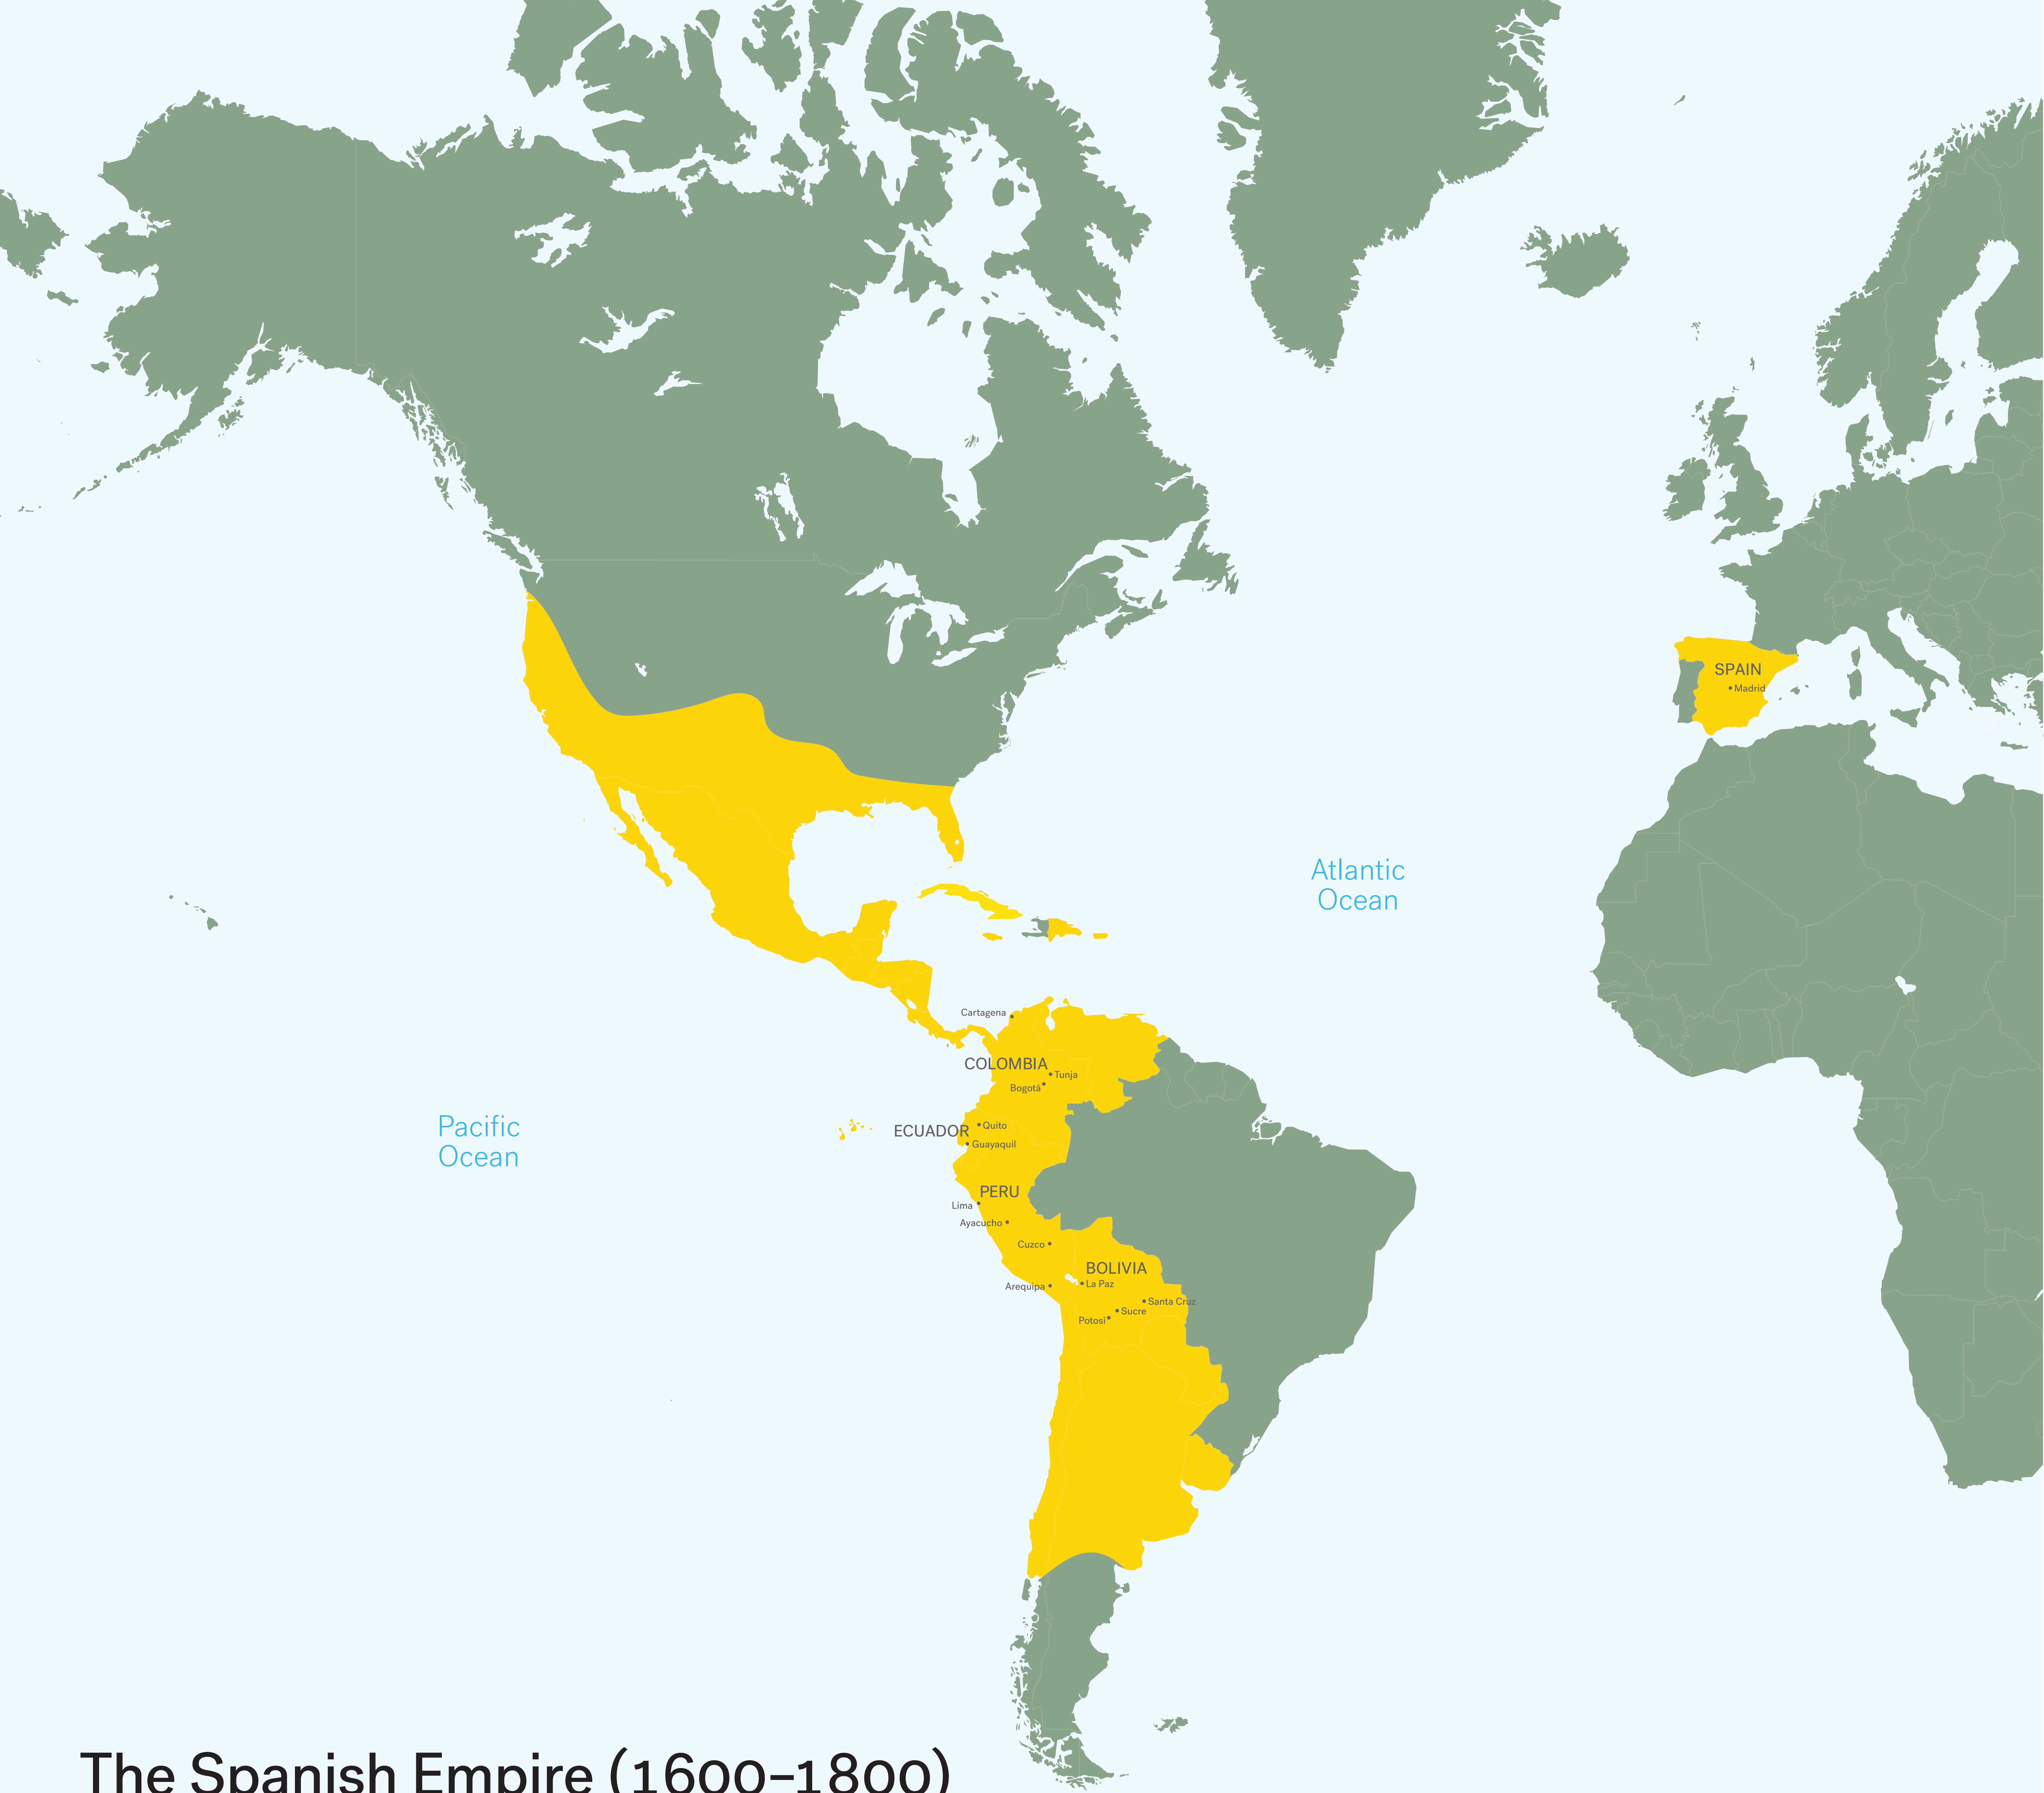 SPAIN
Madrid
Atlantic
Ocean
Cartagena
COLOMBIA
Tunja
Bogotá
Pacific
Ocean
ECUADOR
Quito
Guayaquil
PERU
Lima
Ayacucho
Cuzco
BOLIVIA
Arequipa
La Paz
Santa Cruz
Sucre
Potosí
The Spanish Empire (1600–1800)